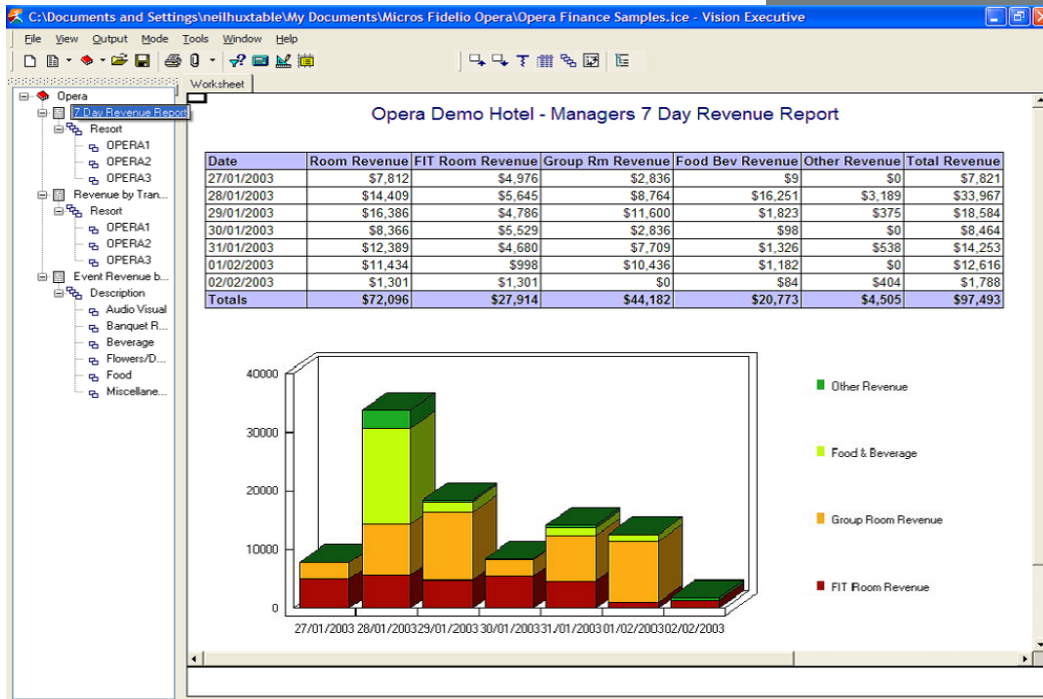 C:\Documents and Settings\neilhuxtable\My Documents\Micros Fidelio Opera\Opera Finance Samples.ice - Vision Executive
File View Output Mode Tools Window Help
Worksheet
Opera
7 Day Revenue Report
Resort
OPERA1
OPERA2
OPERA3
Revenue by Tran...
Resort
OPERA1
OPERA2
OPERA3
Event Revenue b...
Description
Audio Visual
Banquet R...
Beverage
Flowers/D...
Food
Miscellane...
Opera Demo Hotel - Managers 7 Day Revenue Report
Date Room Revenue FIT Room Revenue Group Rm Revenue Food Bev Revenue Other Revenue Total Revenue
27/01/2003 $7,812 $4,976 $2,836 $9 $0 $7,821
28/01/2003 $14,409 $5,645 $8,764 $16,251 $3,189 $33,967
29/01/2003 $16,386 $4,786 $11,600 $1,823 $375 $18,584
30/01/2003 $8,366 $5,529 $2,836 $98 $0 $8,464
31/01/2003 $12,389 $4,680 $7,709 $1,326 $538 $14,253
01/02/2003 $11,434 $998 $10,436 $1,182 $0 $12,616
02/02/2003 $1,301 $1,301 $0 $84 $404 $1,788
Totals $72,096 $27,914 $44,182 $20,773 $4,505 $97,493
40000
30000
20000
10000
0
27/01/2003 28/01/2003 29/01/2003 30/01/2003 31/01/2003 01/02/2003 02/02/2003
Other Revenue
Food & Beverage
Group Room Revenue
FIT Room Revenue